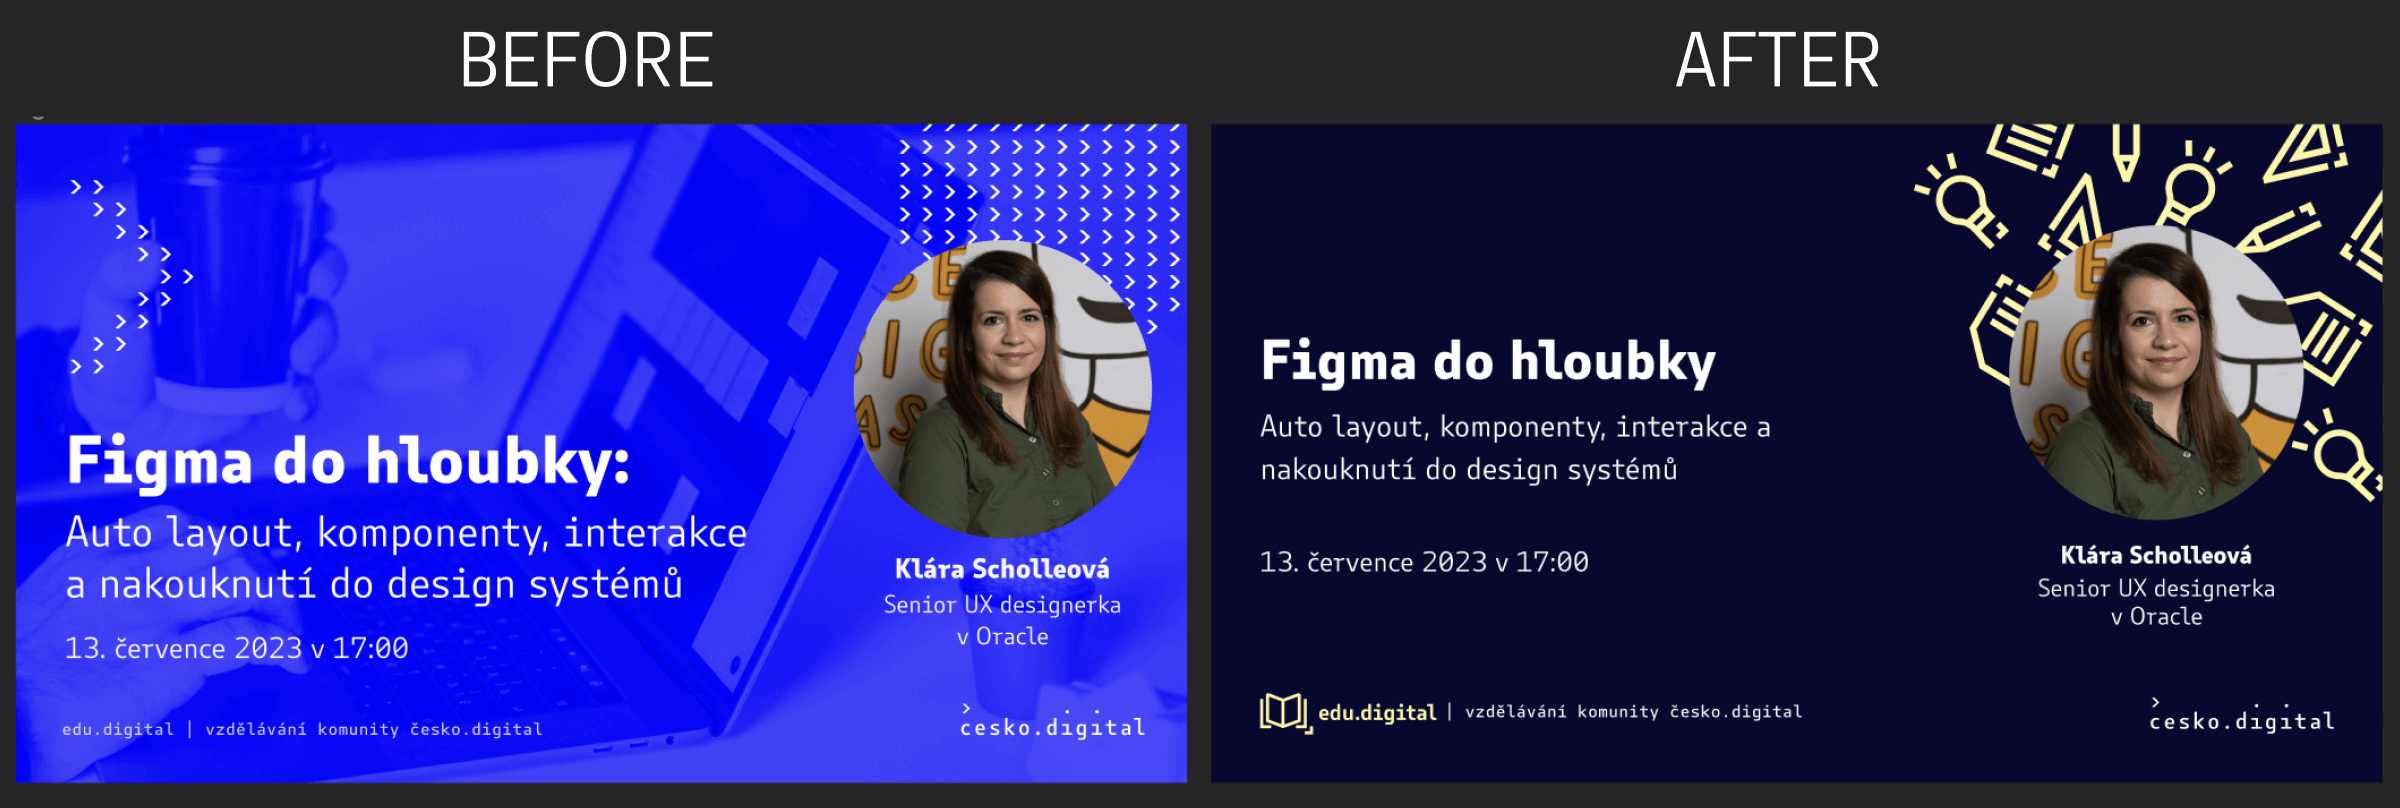 BEFORE
Figma do hloubky:
Auto layout, komponenty, interakce
a nakouknutí do design systémů
13. července 2023 v 17:00
edu.digital | vzdělávání komunity česko.digital
Klára Scholleová
Senior UX designerka
v Oracle
česko.digital
AFTER
Figma do hloubky
Auto layout, komponenty, interakce a
nakouknutí do design systémů
13. července 2023 v 17:00
edu.digital | vzdělávání komunity česko.digital
Klára Scholleová
Senior UX designerka
v Oracle
česko.digital